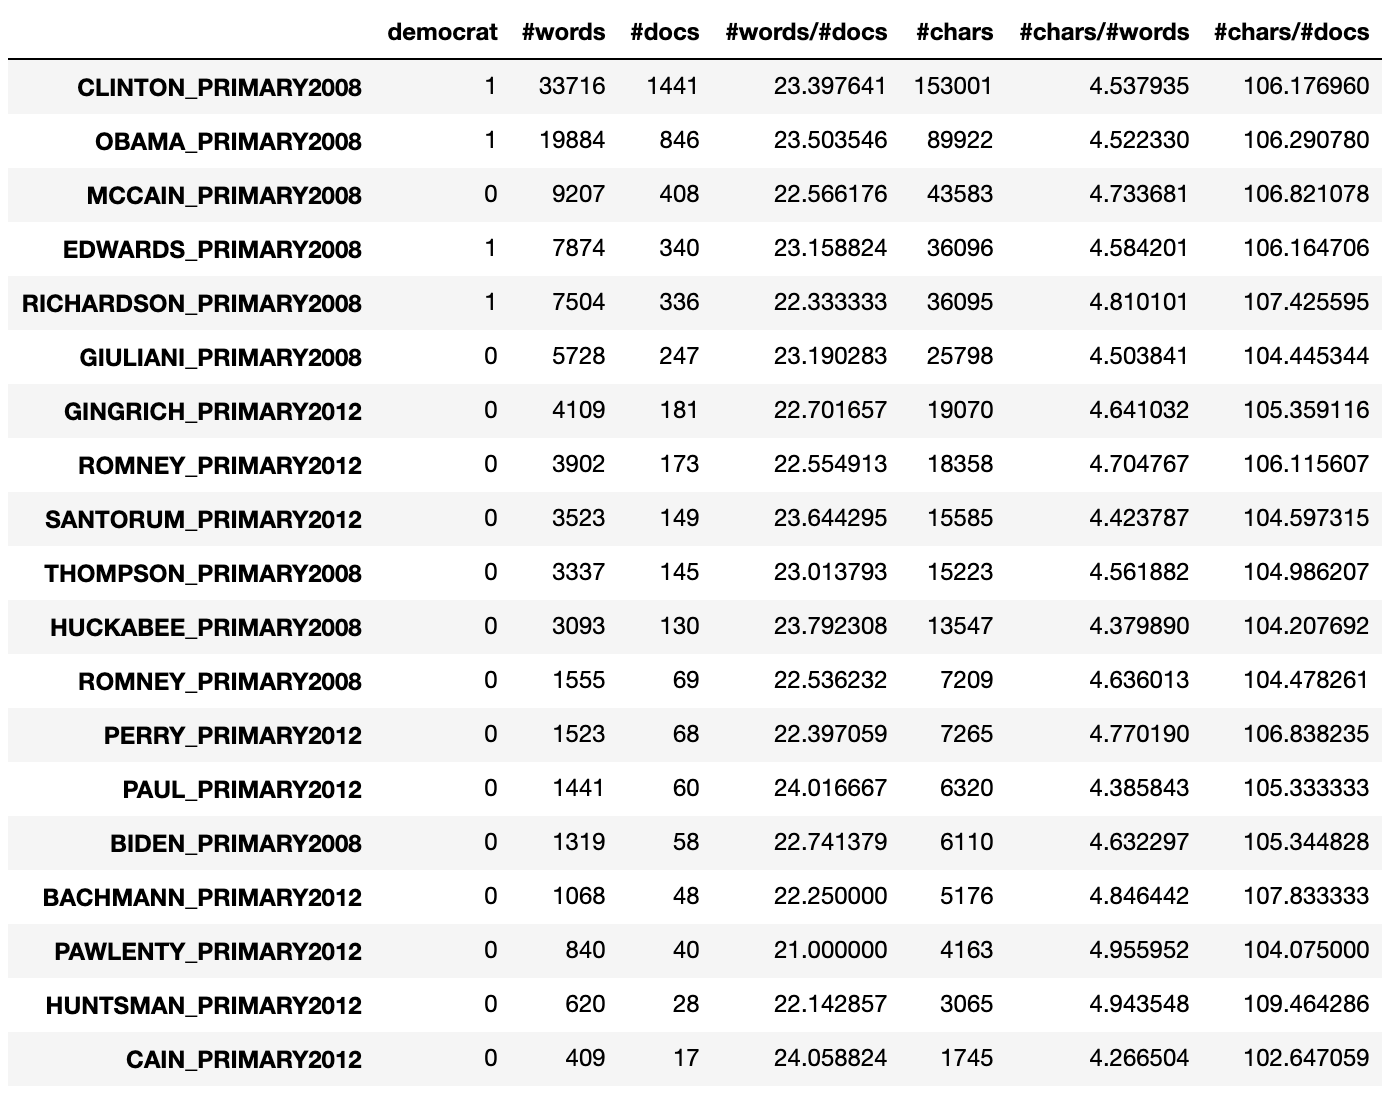 democrat #words #docs #words/#docs #chars #chars/#words #chars/#docs
CLINTON_PRIMARY2008 1 33716 1441 23.397641 153001 4.537935 106.176960
OBAMA_PRIMARY2008 1 19884 846 23.503546 89922 4.522330 106.290780
MCCAIN_PRIMARY2008 0 9207 408 22.566176 43583 4.733681 106.821078
EDWARDS_PRIMARY2008 1 7874 340 23.158824 36096 4.584201 106.164706
RICHARDSON_PRIMARY2008 1 7504 336 22.333333 36095 4.810101 107.425595
GIULIANI_PRIMARY2008 0 5728 247 23.190283 25798 4.503841 104.445344
GINGRICH_PRIMARY2012 0 4109 181 22.701657 19070 4.641032 105.359116
ROMNEY_PRIMARY2012 0 3902 173 22.554913 18358 4.704767 106.115607
SANTORUM_PRIMARY2012 0 3523 149 23.644295 15585 4.423787 104.597315
THOMPSON_PRIMARY2008 0 3337 145 23.013793 15223 4.561882 104.986207
HUCKABEE_PRIMARY2008 0 3093 130 23.792308 13547 4.379890 104.207692
ROMNEY_PRIMARY2008 0 1555 69 22.536232 7209 4.636013 104.478261
PERRY_PRIMARY2012 0 1523 68 22.397059 7265 4.770190 106.838235
PAUL_PRIMARY2012 0 1441 60 24.016667 6320 4.385843 105.333333
BIDEN_PRIMARY2008 0 1319 58 22.741379 6110 4.632297 105.344828
BACHMANN_PRIMARY2012 0 1068 48 22.250000 5176 4.846442 107.833333
PAWLENTY_PRIMARY2012 0 840 40 21.000000 4163 4.955952 104.075000
HUNTSMAN_PRIMARY2012 0 620 28 22.142857 3065 4.943548 109.464286
CAIN_PRIMARY2012 0 409 17 24.058824 1745 4.266504 102.647059